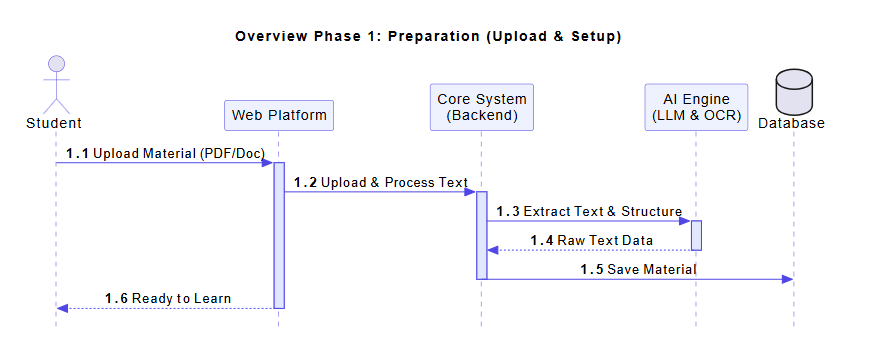 Overview Phase 1: Preparation (Upload & Setup)
Student
Web Platform
Core System
(Backend)
AI Engine
(LLM & OCR)
Database
1.1 Upload Material (PDF/Doc)
1.2 Upload & Process Text
1.3 Extract Text & Structure
1.4 Raw Text Data
1.5 Save Material
1.6 Ready to Learn